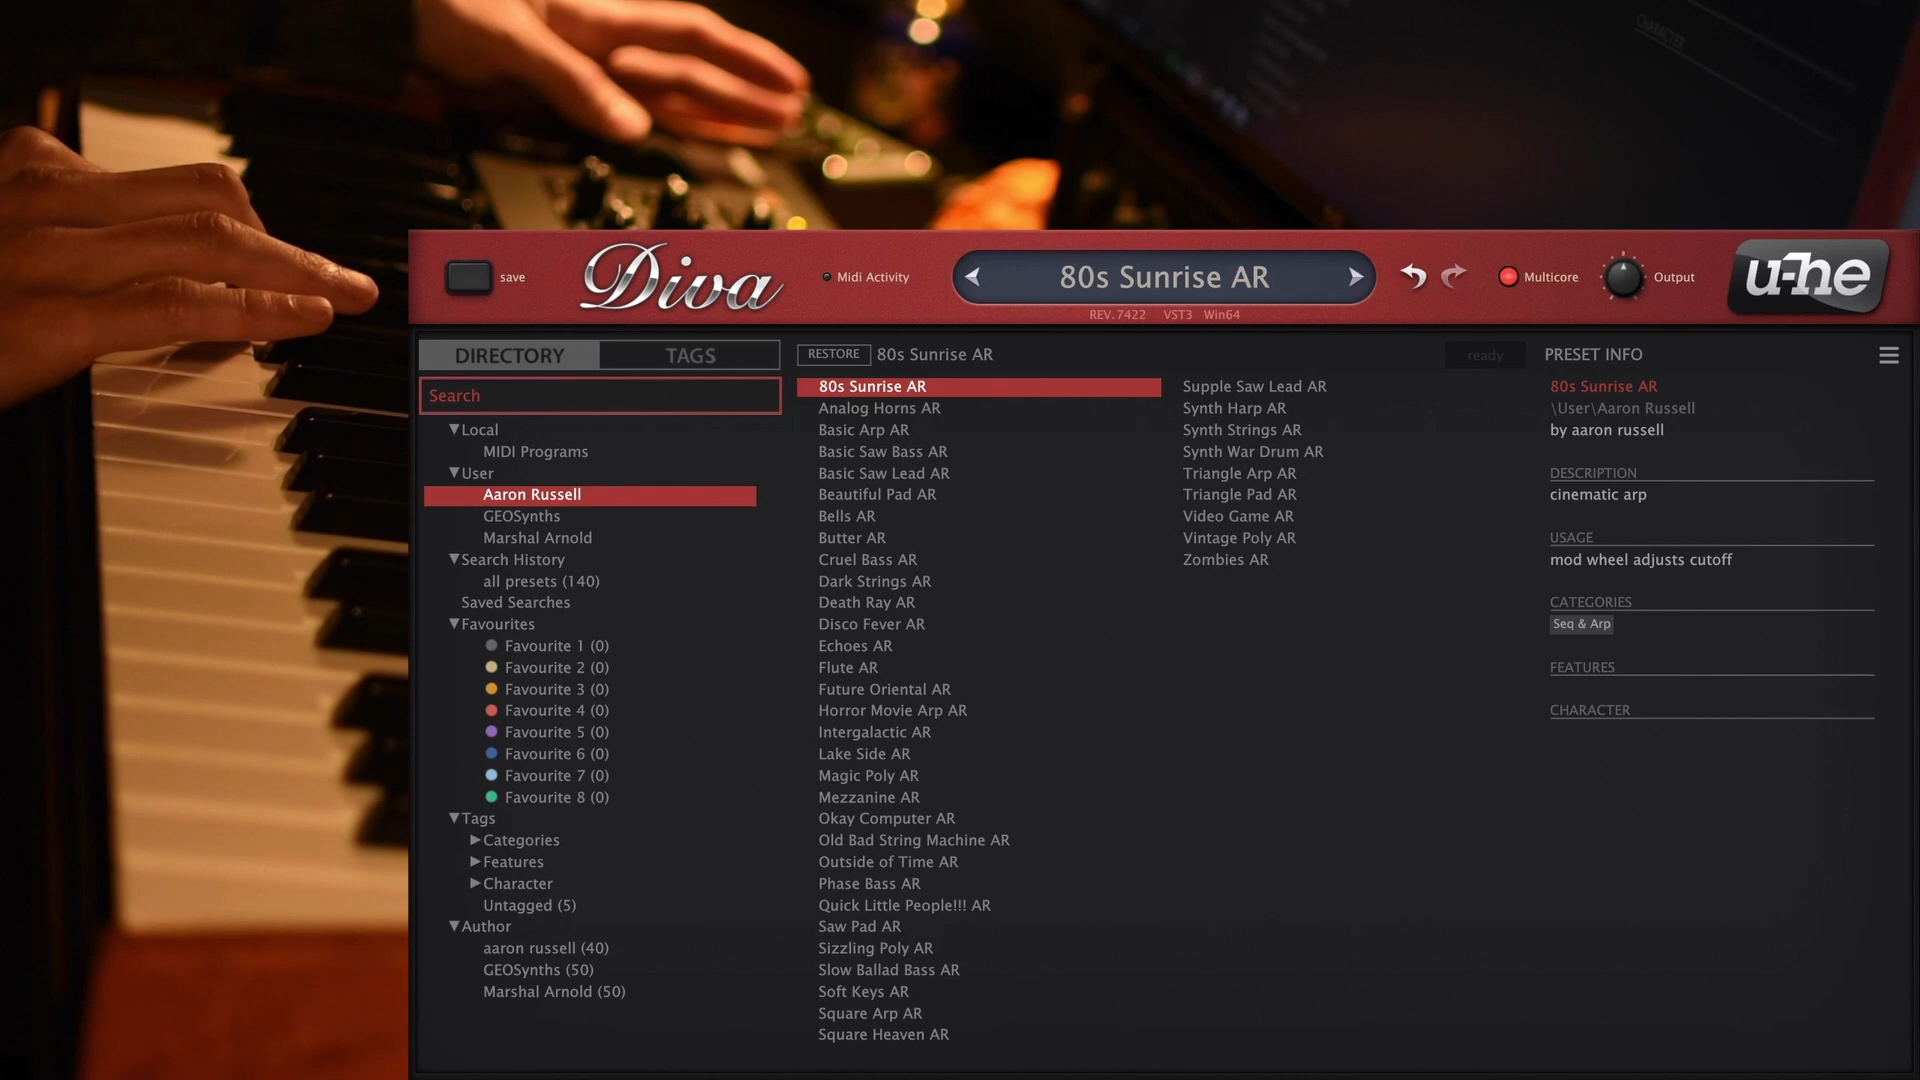 CHARACTER
save
Diva
Midi Activity
80s Sunrise AR
REV.7422 VST3 Win64
Multicore
Output
u-he
DIRECTORY
TAGS
Search
▼Local
MIDI Programs
▼User
Aaron Russell
GEOSynths
Marshal Arnold
▼Search History
all presets (140)
Saved Searches
▼Favourites
Favourite 1 (0)
Favourite 2 (0)
Favourite 3 (0)
Favourite 4 (0)
Favourite 5 (0)
Favourite 6 (0)
Favourite 7 (0)
Favourite 8 (0)
▼Tags
▶Categories
▶Features
▶Character
Untagged (5)
▼Author
aaron russell (40)
GEOSynths (50)
Marshal Arnold (50)
RESTORE 80s Sunrise AR
ready
80s Sunrise AR
Analog Horns AR
Basic Arp AR
Basic Saw Bass AR
Basic Saw Lead AR
Beautiful Pad AR
Bells AR
Butter AR
Cruel Bass AR
Dark Strings AR
Death Ray AR
Disco Fever AR
Echoes AR
Flute AR
Future Oriental AR
Horror Movie Arp AR
Intergalactic AR
Lake Side AR
Magic Poly AR
Mezzanine AR
Okay Computer AR
Old Bad String Machine AR
Outside of Time AR
Phase Bass AR
Quick Little People!!! AR
Saw Pad AR
Sizzling Poly AR
Slow Ballad Bass AR
Soft Keys AR
Square Arp AR
Square Heaven AR
Supple Saw Lead AR
Synth Harp AR
Synth Strings AR
Synth War Drum AR
Triangle Arp AR
Triangle Pad AR
Video Game AR
Vintage Poly AR
Zombies AR
PRESET INFO
80s Sunrise AR
\User\Aaron Russell
by aaron russell
DESCRIPTION
cinematic arp
USAGE
mod wheel adjusts cutoff
CATEGORIES
Seq & Arp
FEATURES
CHARACTER